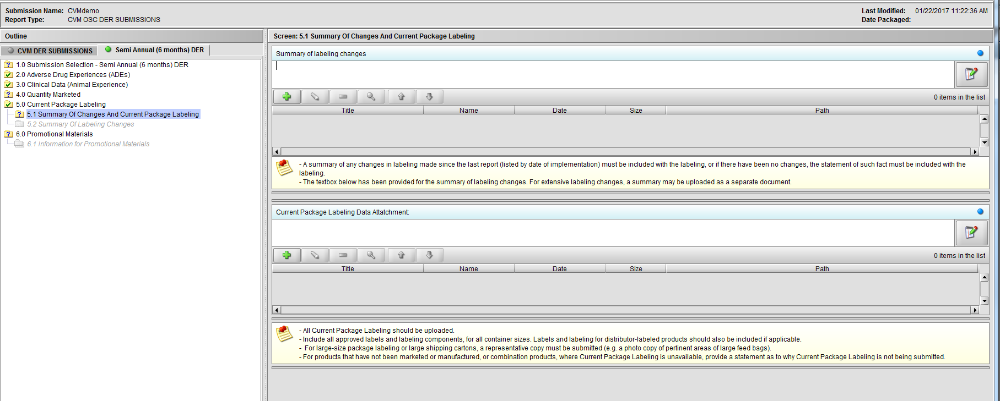 Submission Name: CVMdemo
Last Modified: 01/22/2017 11:22:36 AM
Report Type: CVM OSC DER SUBMISSIONS
Date Packaged:
Outline
CVM DER SUBMISSIONS
Semi Annual (6 months) DER
1.0 Submission Selection - Semi Annual (6 months) DER
2.0 Adverse Drug Experiences (ADEs)
3.0 Clinical Data (Animal Experience)
4.0 Quantity Marketed
5.0 Current Package Labeling
5.1 Summary Of Changes And Current Package Labeling
5.2 Summary Of Labeling Changes
6.0 Promotional Materials
6.1 Information for Promotional Materials
Screen: 5.1 Summary Of Changes And Current Package Labeling
Summary of labeling changes
0 items in the list
Title Name Date Size Path
- A summary of any changes in labeling made since the last report (listed by date of implementation) must be included with the labeling, or if there have been no changes, the statement of such fact must be included with the
labeling.
- The textbox below has been provided for the summary of labeling changes. For extensive labeling changes, a summary may be uploaded as a separate document.
Current Package Labeling Data Attatchment:
0 items in the list
Title Name Date Size Path
- All Current Package Labeling should be uploaded.
- Include all approved labels and labeling components, for all container sizes. Labels and labeling for distributor-labeled products should also be included if applicable.
- For large-size package labeling or large shipping cartons, a representative copy must be submitted (e.g. a photo copy of pertinent areas of large feed bags).
- For products that have not been marketed or manufactured, or combination products, where Current Package Labeling is unavailable, provide a statement as to why Current Package Labeling is not being submitted.